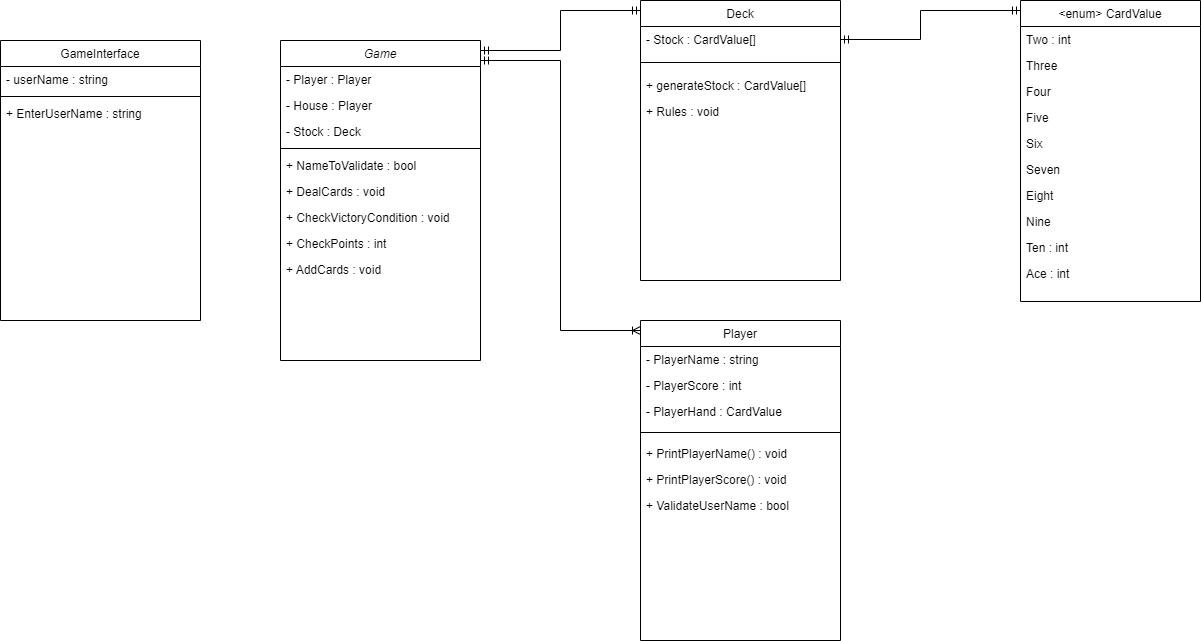 GameInterface
- userName : string
+ EnterUserName : string
Game
- Player : Player
- House : Player
- Stock : Deck
+ NameToValidate : bool
+ DealCards : void
+ CheckVictoryCondition : void
+ CheckPoints : int
+ AddCards : void
Deck
- Stock : CardValue[]
+ generateStock : CardValue[]
+ Rules : void
Player
- PlayerName : string
- PlayerScore : int
- PlayerHand : CardValue
+ PrintPlayerName() : void
+ PrintPlayerScore() : void
+ ValidateUserName : bool
<enum> CardValue
Two : int
Three
Four
Five
Six
Seven
Eight
Nine
Ten : int
Ace : int